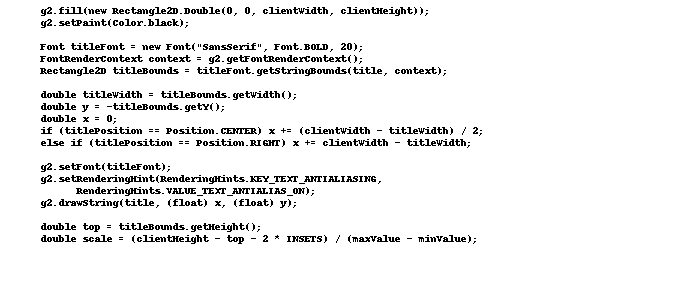 g2.fill(new Rectangle2D.Double(0, 0, clientWidth, clientHeight));
g2.setPaint(Color.black);
Font titleFont = new Font("SansSerif", Font.BOLD, 20);
FontRenderContext context = g2.getFontRenderContext();
Rectangle2D titleBounds = titleFont.getStringBounds(title, context);
double titleWidth = titleBounds.getWidth();
double y = -titleBounds.getY();
double x = 0;
if (titlePosition == Position.CENTER) x += (clientWidth - titleWidth) / 2;
else if (titlePosition == Position.RIGHT) x += clientWidth - titleWidth;
g2.setFont(titleFont);
g2.setRenderingHint(RenderingHints.KEY_TEXT_ANTIALIASING,
RenderingHints.VALUE_TEXT_ANTIALIAS_ON);
g2.drawString(title, (float) x, (float) y);
double top = titleBounds.getHeight();
double scale = (clientHeight - top - 2 * INSETS) / (maxValue - minValue);